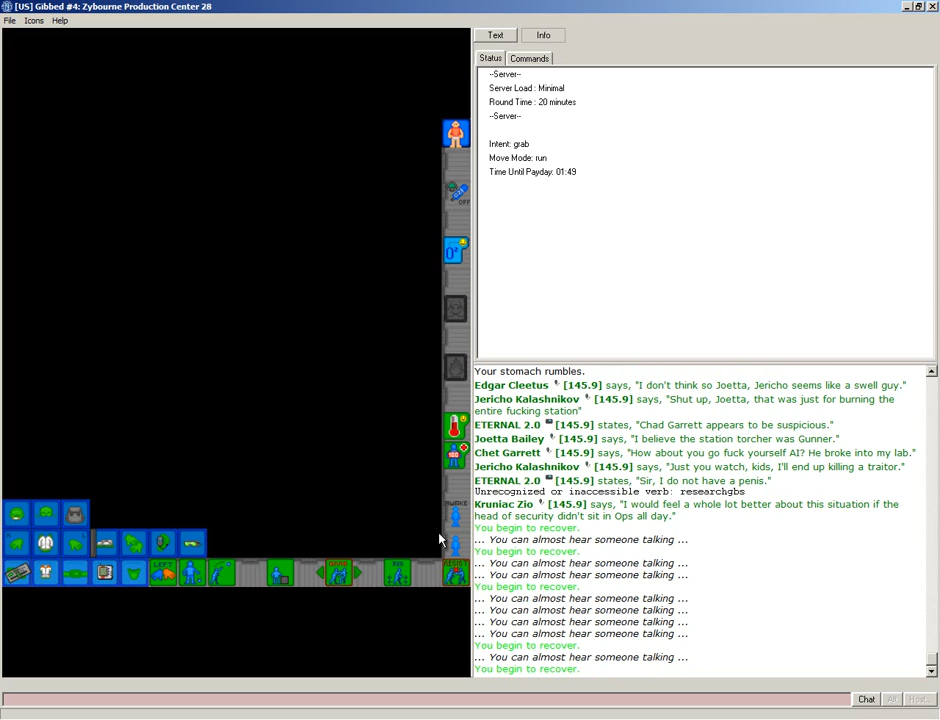 [US] Gibbed #4: Zybourne Production Center 28
File Icons Help
Text Info
Status Commands
--Server--
Server Load : Minimal
Round Time : 20 minutes
--Server--
Intent: grab
Move Mode: run
Time Until Payday: 01:49
OFF
Your stomach rumbles.
Edgar Cleetus [145.9] says, "I don't think so Joetta, Jericho seems like a swell guy."
Jericho Kalashnikov [145.9] says, "Shut up, Joetta, that was just for burning the
entire fucking station"
ETERNAL 2.0 [145.9] states, "Chad Garrett appears to be suspicious."
Joetta Bailey [145.9] says, "I believe the station torcher was Gunner."
Chet Garrett [145.9] says, "How about you go fuck yourself AI? He broke into my lab."
Jericho Kalashnikov [145.9] says, "Just you watch, kids, I'll end up killing a traitor."
ETERNAL 2.0 [145.9] states, "Sir, I do not have a penis."
Unrecognized or inaccessible verb: researchgbs
Kruniac Zio [145.9] says, "I would feel a whole lot better about this situation if the
head of security didn't sit in Ops all day."
You begin to recover.
... You can almost hear someone talking ...
You begin to recover.
... You can almost hear someone talking ...
... You can almost hear someone talking ...
You begin to recover.
... You can almost hear someone talking ...
... You can almost hear someone talking ...
... You can almost hear someone talking ...
... You can almost hear someone talking ...
You begin to recover.
... You can almost hear someone talking ...
You begin to recover.
LEFT
Chat